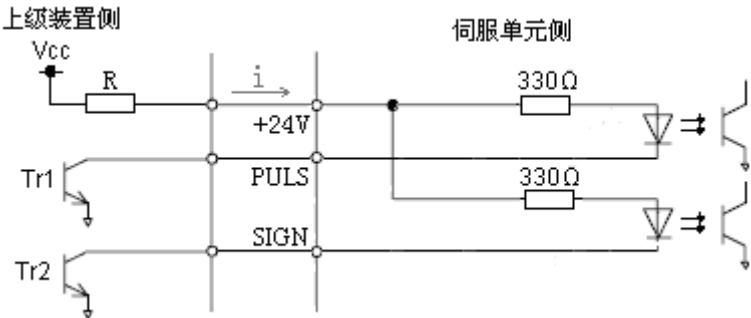 上级装置侧
伺服单元侧
Vcc
R
i
330Ω
+24V
Tr1
PULS
330Ω
SIGN
Tr2